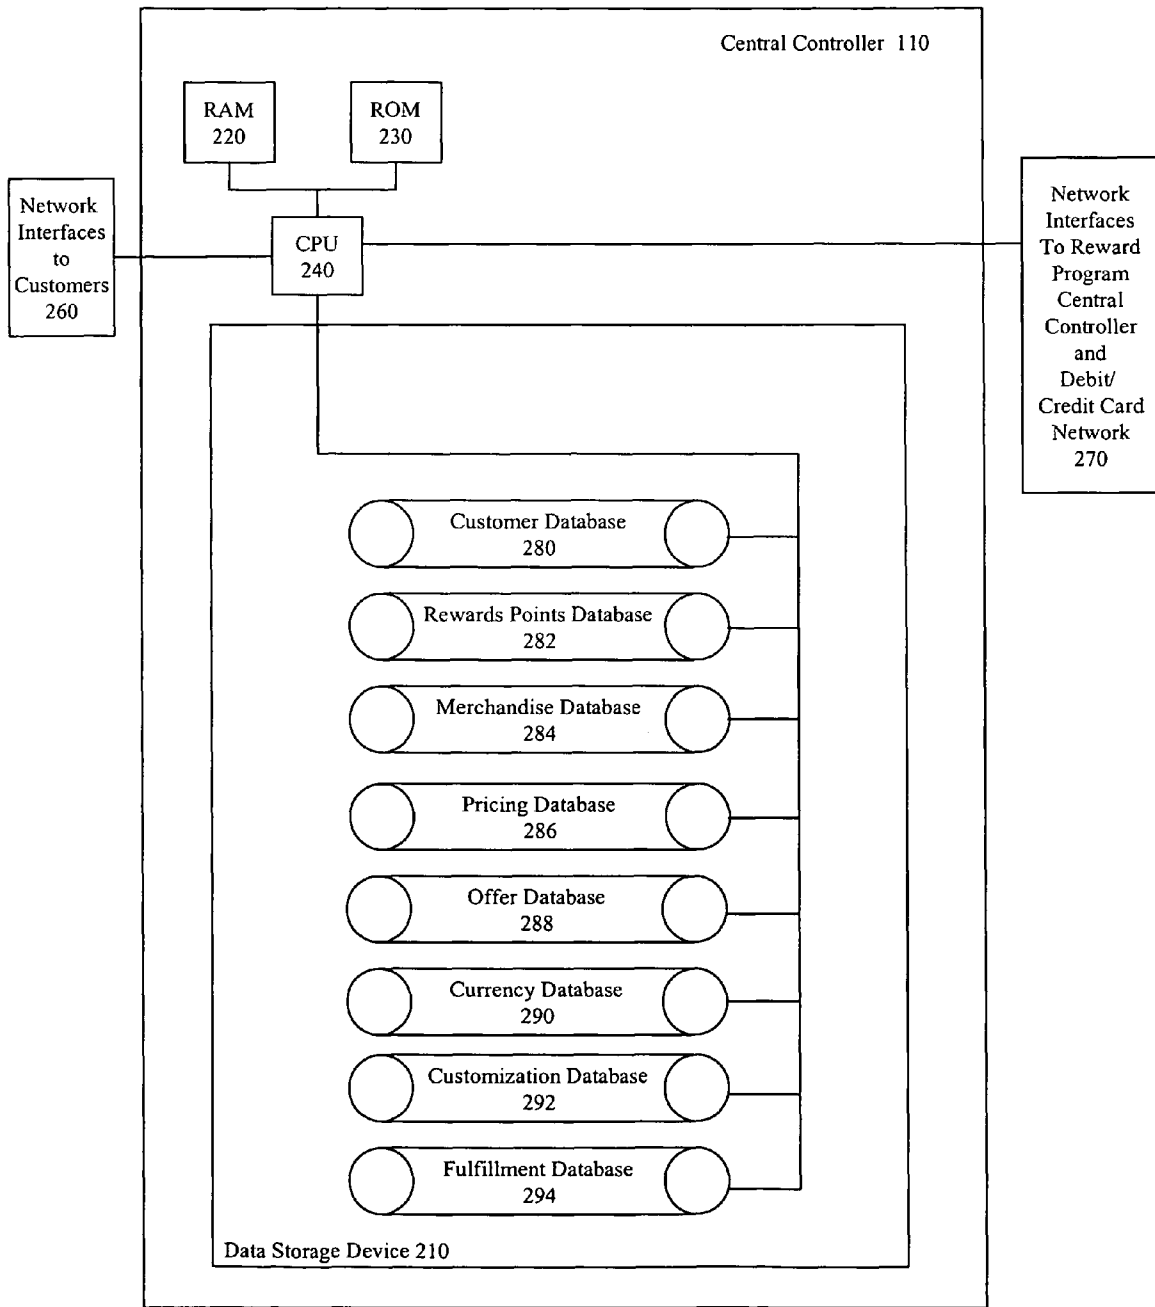 Central Controller 110
RAM
220
ROM
230
Network
Interfaces
to
Customers
260
CPU
240
Network
Interfaces
To Reward
Program
Central
Controller
and
Debit/
Credit Card
Network
270
Customer Database
280
Rewards Points Database
282
Merchandise Database
284
Pricing Database
286
Offer Database
288
Currency Database
290
Customization Database
292
Fulfillment Database
294
Data Storage Device 210